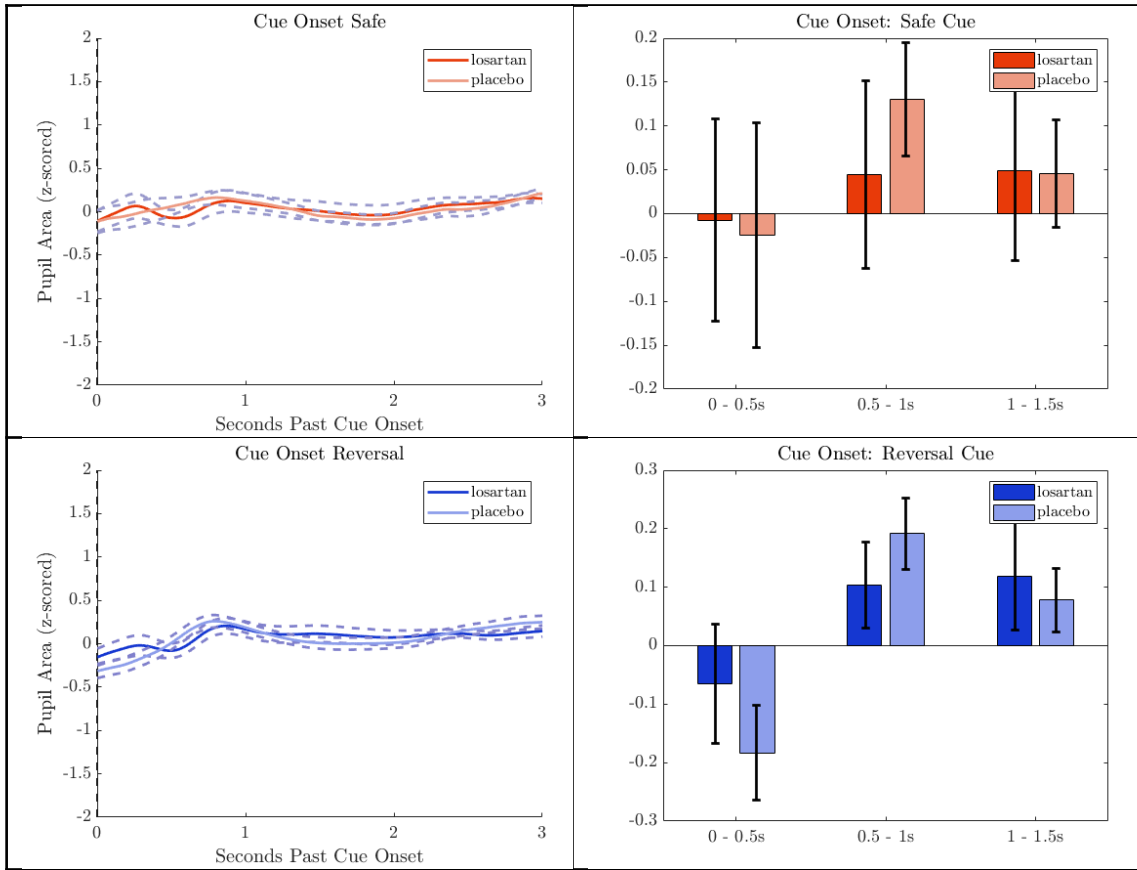 Cue Onset Safe
2
1.5
1
0.5
0
-0.5
-1
-1.5
-2
Pupil Area (z-scored)
losartan
placebo
0 1 2 3
Seconds Past Cue Onset
Cue Onset: Safe Cue
0.2
0.15
0.1
0.05
0
-0.05
-0.1
-0.15
-0.2
losartan
placebo
0 - 0.5s 0.5 - 1s 1 - 1.5s
Cue Onset Reversal
2
1.5
1
0.5
0
-0.5
-1
-1.5
-2
Pupil Area (z-scored)
losartan
placebo
0 1 2 3
Seconds Past Cue Onset
Cue Onset: Reversal Cue
0.3
0.2
0.1
0
-0.1
-0.2
-0.3
losartan
placebo
0 - 0.5s 0.5 - 1s 1 - 1.5s